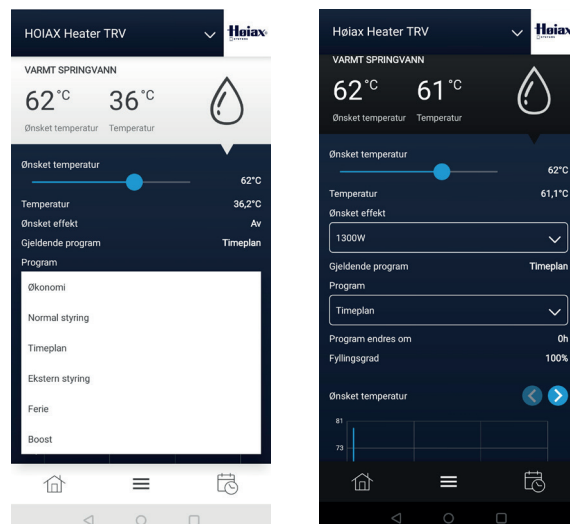 HOIAX Heater TRV
Høiax
VARMT SPRINGVANN
62°C 36°C
Ønsket temperatur Temperatur
Ønsket temperatur
62°C
Temperatur 36,2°C
Ønsket effekt Av
Gjeldende program Timeplan
Program
Økonomi
Normal styring
Timeplan
Ekstern styring
Ferie
Boost
Høiax Heater TRV
Høiax
VARMT SPRINGVANN
62°C 61°C
Ønsket temperatur Temperatur
Ønsket temperatur
62°C
Temperatur 61,1°C
Ønsket effekt
1300W
Gjeldende program Timeplan
Program
Timeplan
Program endres om 0h
Fyllingsgrad 100%
Ønsket temperatur
81
73